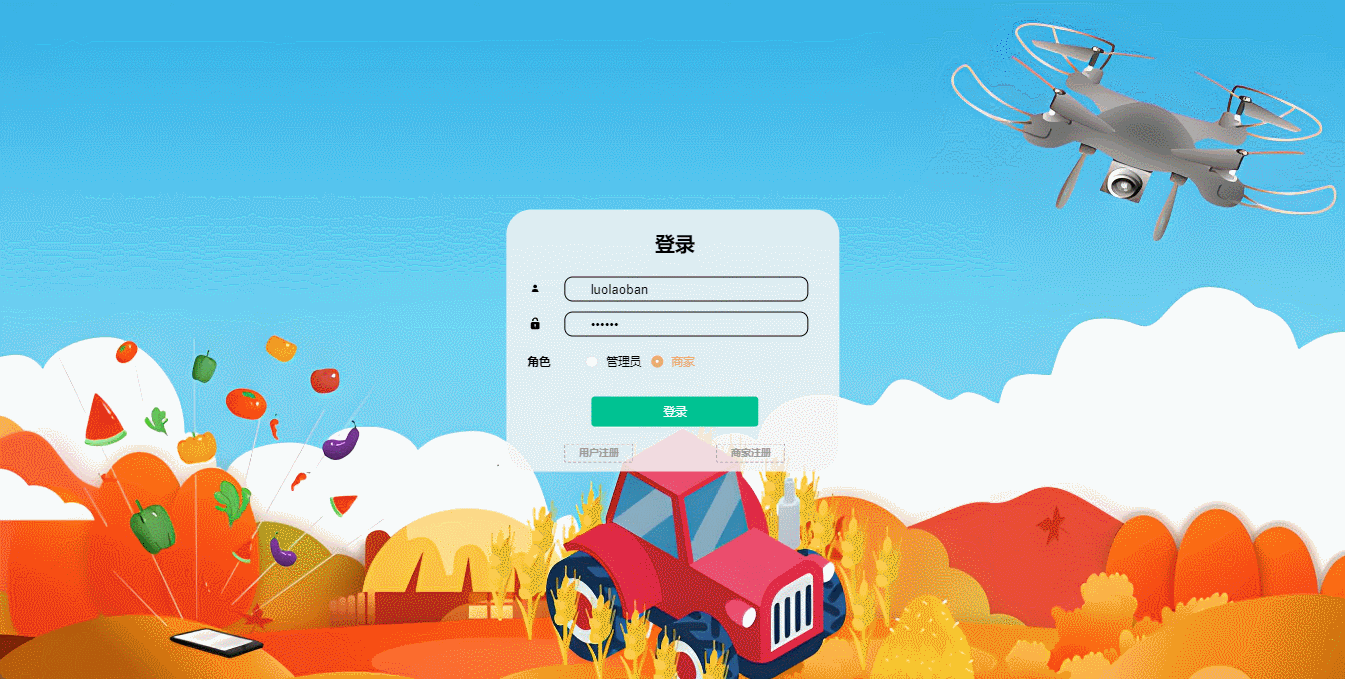 登录
luolaoban
••••••
角色 管理员 商家
登录
用户注册 商家注册